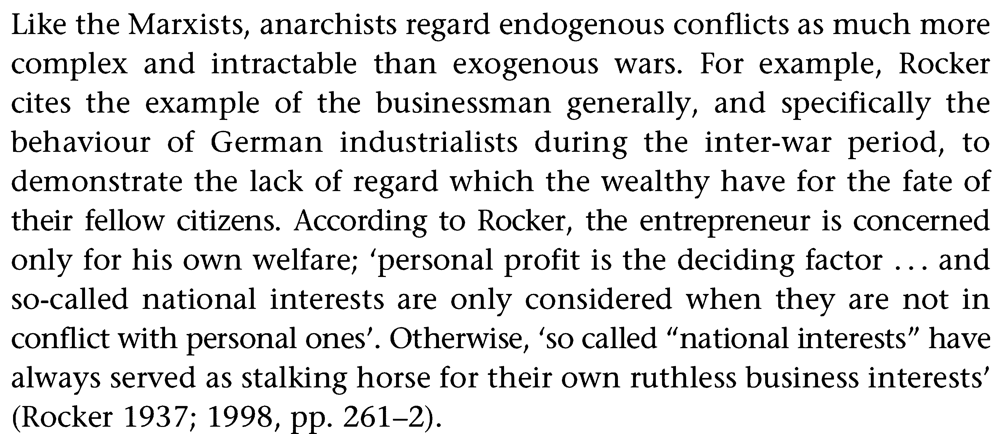 Like the Marxists, anarchists regard endogenous conflicts as much more
complex and intractable than exogenous wars. For example, Rocker
cites the example of the businessman generally, and specifically the
behaviour of German industrialists during the inter-war period, to
demonstrate the lack of regard which the wealthy have for the fate of
their fellow citizens. According to Rocker, the entrepreneur is concerned
only for his own welfare; ‘personal profit is the deciding factor . . . and
so-called national interests are only considered when they are not in
conflict with personal ones’. Otherwise, ‘so called “national interests” have
always served as stalking horse for their own ruthless business interests’
(Rocker 1937; 1998, pp. 261–2).